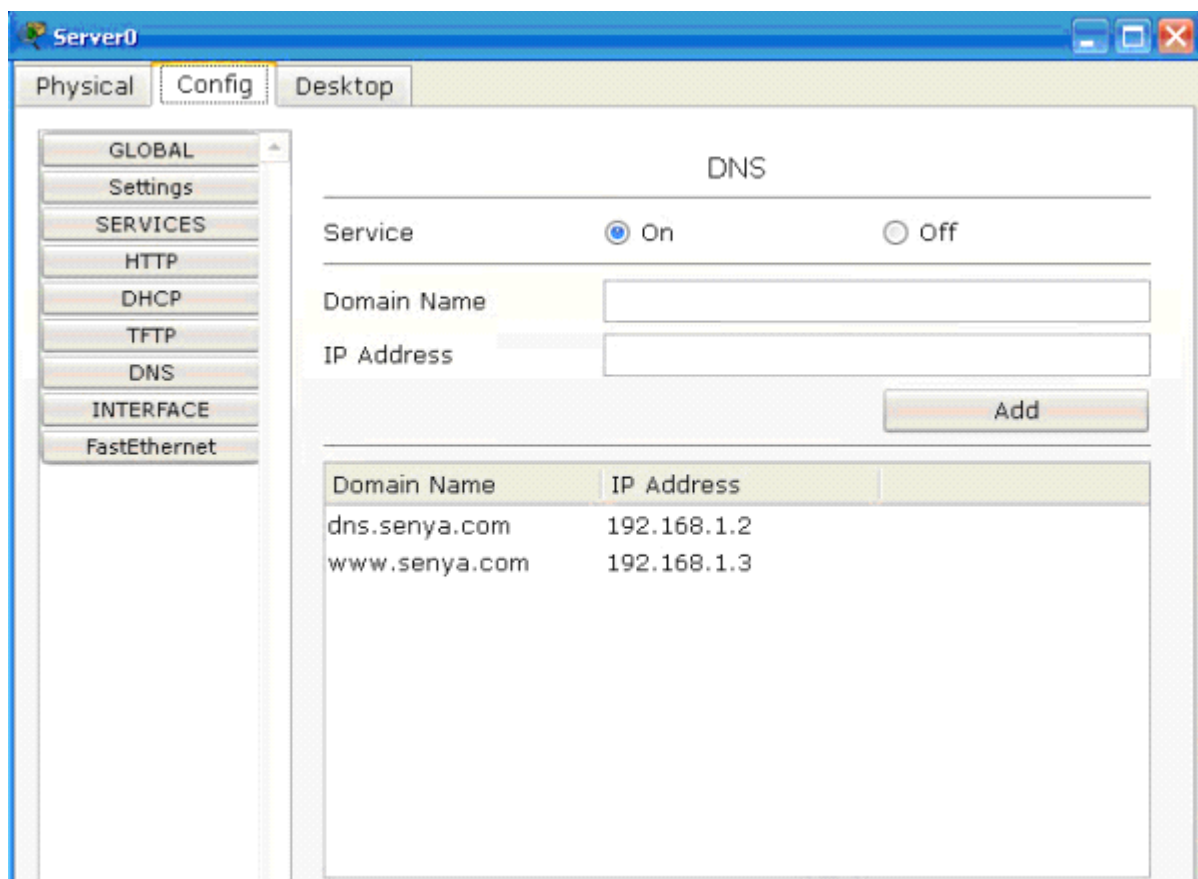 Server0
Physical Config Desktop
GLOBAL
Settings
SERVICES
HTTP
DHCP
TFTP
DNS
INTERFACE
FastEthernet
DNS
Service On Off
Domain Name
IP Address
Add
Domain Name IP Address
dns.senya.com 192.168.1.2
www.senya.com 192.168.1.3